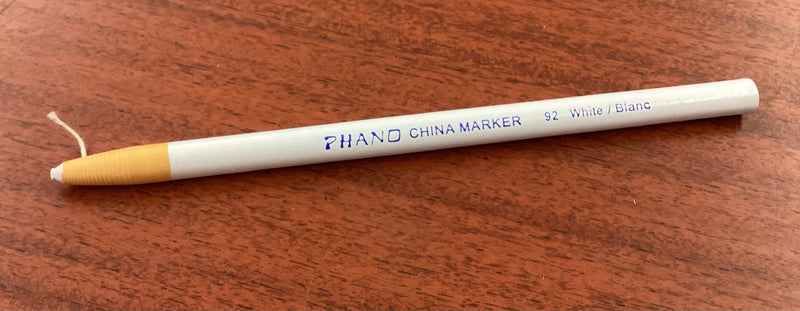 PHANO CHINA MARKER 92 White / Blanc